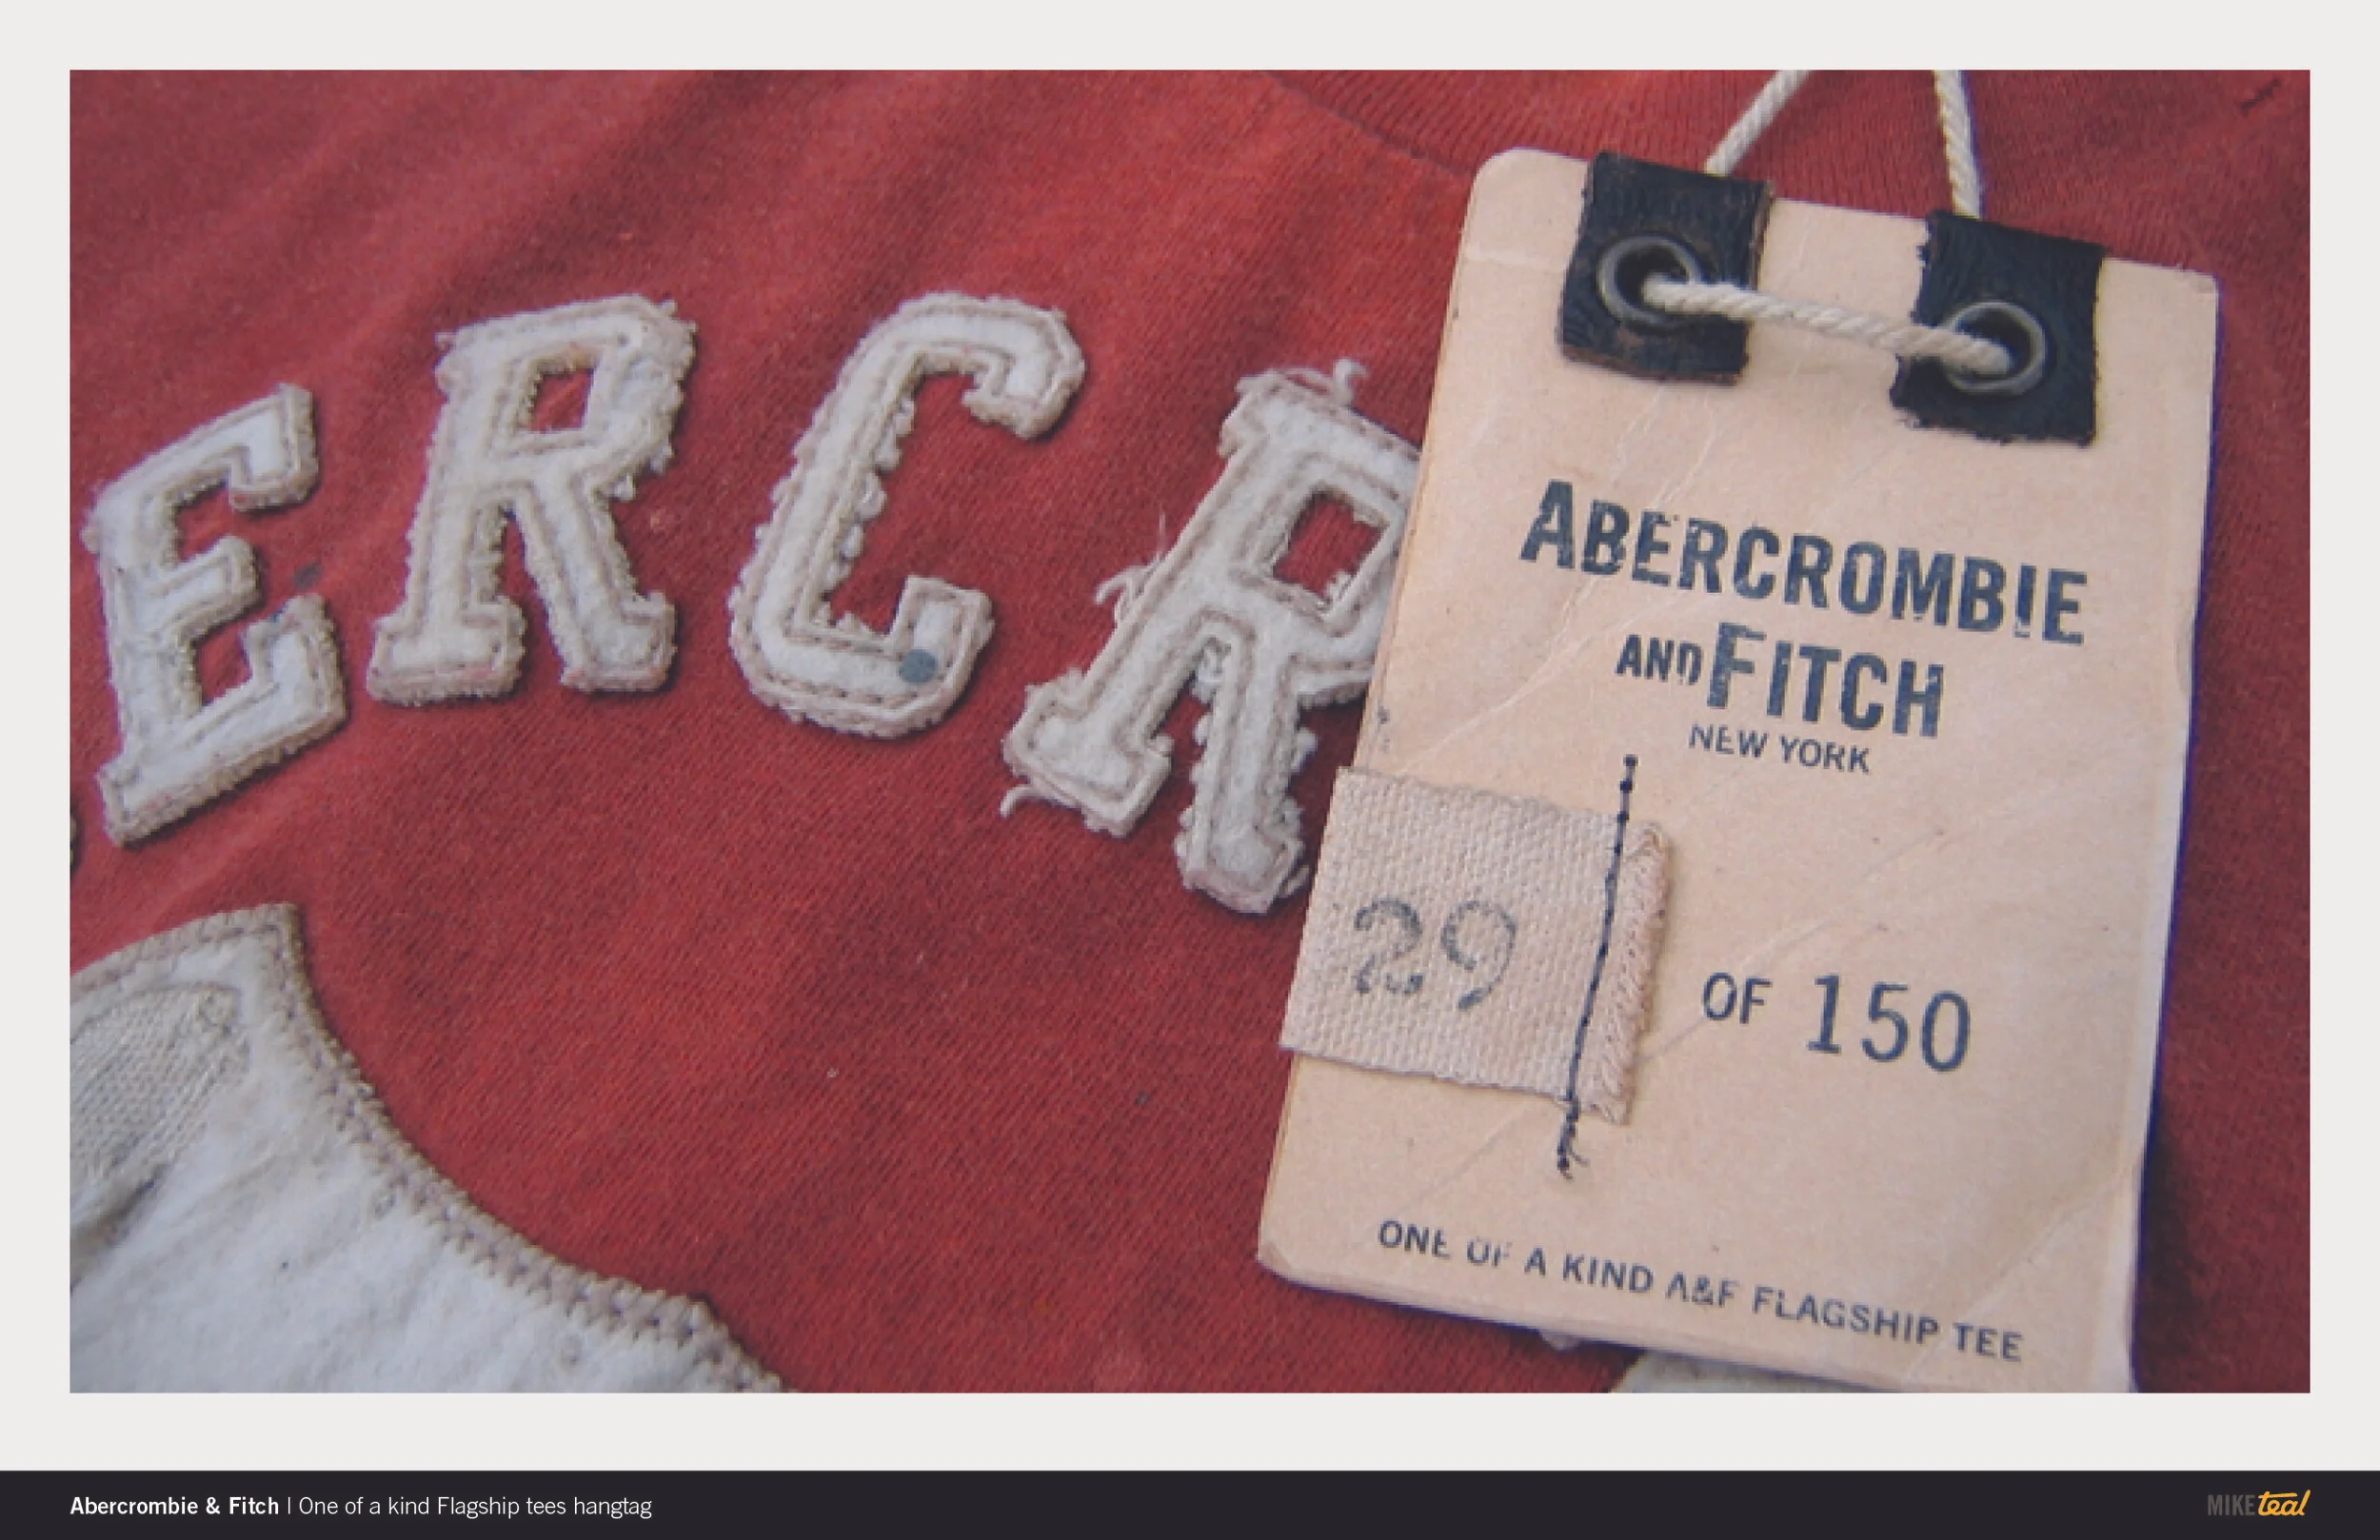 ERCR
ABERCROMBIE
AND FITCH
NEW YORK
29 OF 150
ONE OF A KIND A&F FLAGSHIP TEE
Abercrombie & Fitch | One of a kind Flagship tees hangtag
MIKE teal